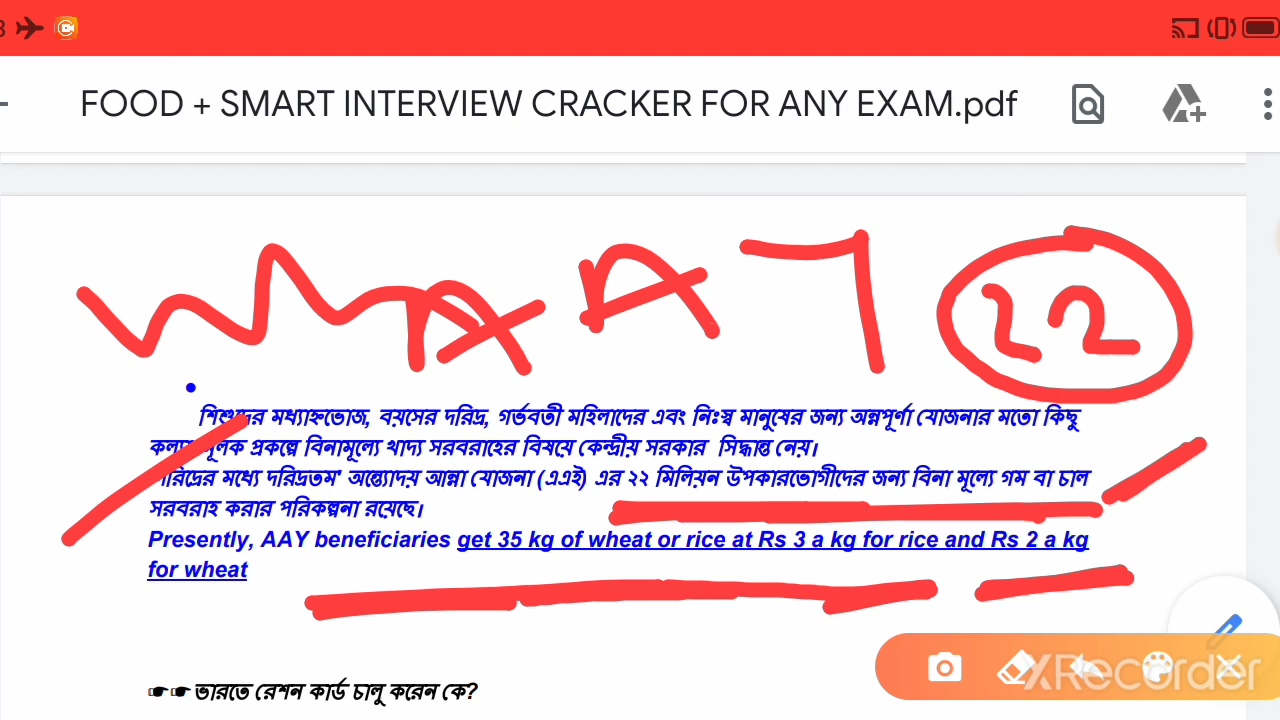 FOOD + SMART INTERVIEW CRACKER FOR ANY EXAM.pdf
22
শিশুদের মধ্যাহ্নভোজ, বয়সের দরিদ্র, গর্ভবতী মহিলাদের এবং নিঃস্ব মানুষের জন্য অন্নপূর্ণা যোজনার মতো কিছু
প্রকল্পে বিনামূল্যে খাদ্য সরবরাহের বিষয়ে কেন্দ্রীয় সরকার সিদ্ধান্ত নেয়।
মধ্যে দরিদ্রতম' অন্ত্যোদয় আন্না যোজনা (এএই) এর ২২ মিলিয়ন উপকারভোগীদের জন্য বিনা মূল্যে গম বা চাল
সরবরাহ করার পরিকল্পনা রয়েছে।
Presently, AAY beneficiaries get 35 kg of wheat or rice at Rs 3 a kg for rice and Rs 2 a kg
for wheat
XRecorder
ভারতে রেশন কার্ড চালু করেন কে?